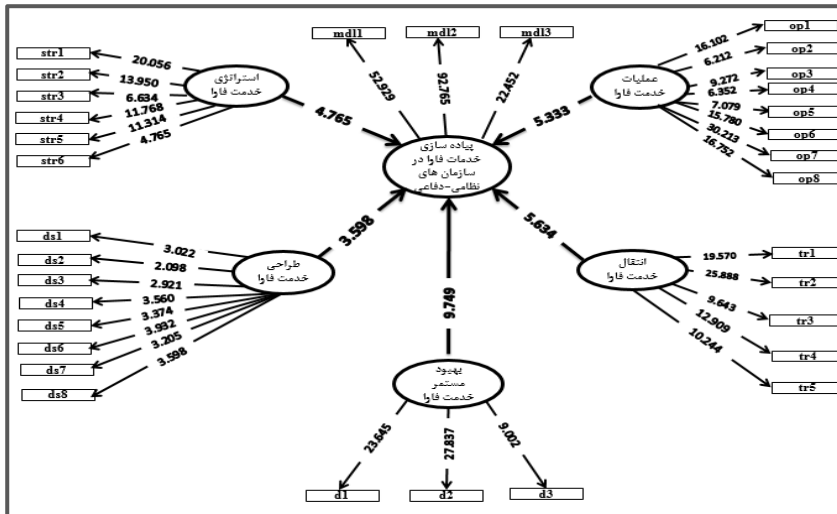 mdl1
mdl2
mdl3
52.929
92.765
22.452
str1
str2
str3
str4
str5
str6
20.056
13.950
6.634
11.768
11.314
4.765
استراتژی
خدمت فاوا
4.765
op1
op2
op3
op4
op5
op6
op7
op8
16.102
6.212
9.272
6.352
7.079
15.780
30.213
16.752
عملیات
خدمت فاوا
5.333
پیاده سازی
خدمات فاوا در
سازمان های
نظامی-دفاعی
ds1
ds2
ds3
ds4
ds5
ds6
ds7
ds8
3.022
2.098
2.921
3.560
3.374
3.932
3.205
3.598
طراحی
خدمت فاوا
3.598
tr1
tr2
tr3
tr4
tr5
19.570
25.888
9.643
12.909
10.244
انتقال
خدمت فاوا
5.634
9.749
بهبود
مستمر
خدمت فاوا
23.645
27.837
9.002
d1
d2
d3